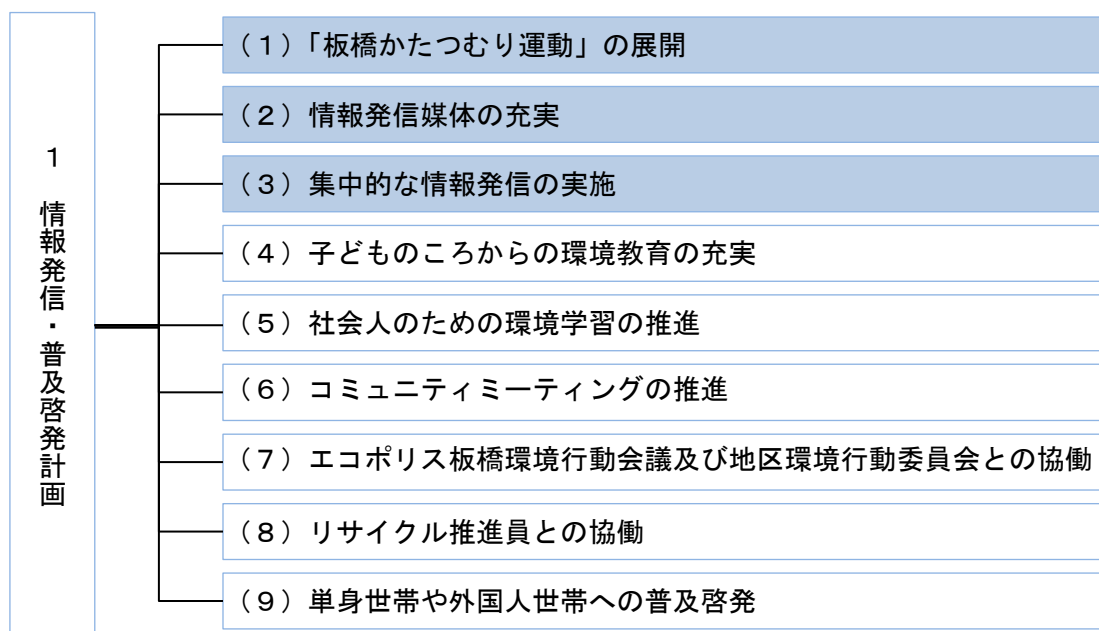 1 情報発信・普及啓発計画
（１）「板橋かたつむり運動」の展開
（２）情報発信媒体の充実
（３）集中的な情報発信の実施
（４）子どものころからの環境教育の充実
（５）社会人のための環境学習の推進
（６）コミュニティミーティングの推進
（７）エコポリス板橋環境行動会議及び地区環境行動委員会との協働
（８）リサイクル推進員との協働
（９）単身世帯や外国人世帯への普及啓発